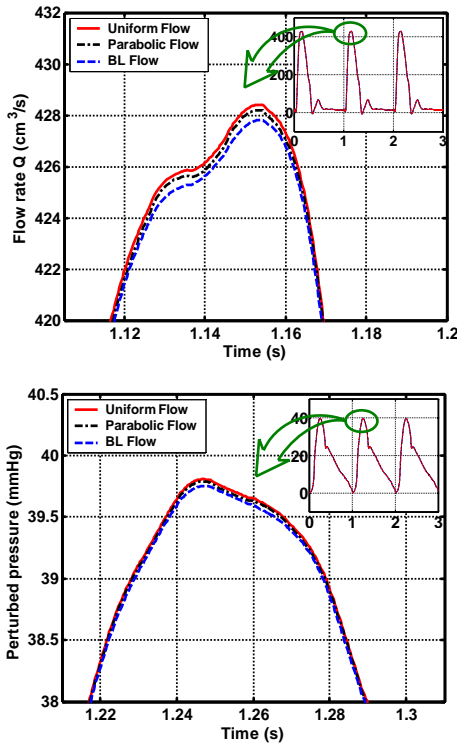 432
430
428
426
424
422
420
Flow rate Q (cm³/s)
Uniform Flow
Parabolic Flow
BL Flow
400
200
0
0 1 2 3
1.12 1.14 1.16 1.18 1.2
Time (s)
40.5
40
39.5
39
38.5
38
Perturbed pressure (mmHg)
Uniform Flow
Parabolic Flow
BL Flow
40
20
0
0 1 2 3
1.22 1.24 1.26 1.28 1.3
Time (s)